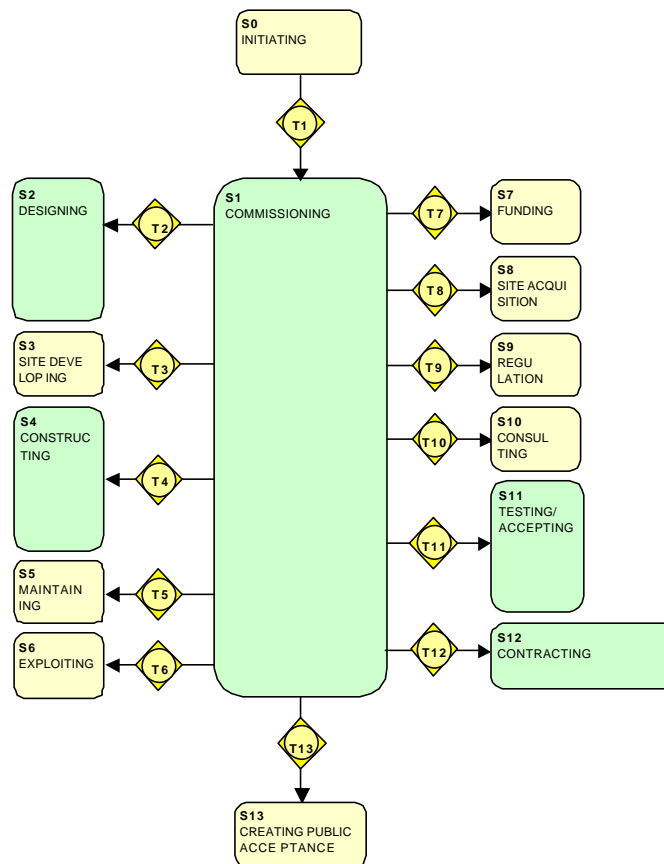 S0
INITIATING
T1
S1
COMMISSIONING
S2
DESIGNING
T2
S3
SITE DEVE
LOPING
T3
S4
CONSTRUC
TING
T4
S5
MAINTAIN
ING
T5
S6
EXPLOITING
T6
T7
S7
FUNDING
T8
S8
SITE ACQUI
SITION
T9
S9
REGU
LATION
T10
S10
CONSUL
TING
T11
S11
TESTING/
ACCEPTING
T12
S12
CONTRACTING
T13
S13
CREATING PUBLIC
ACCE PTANCE